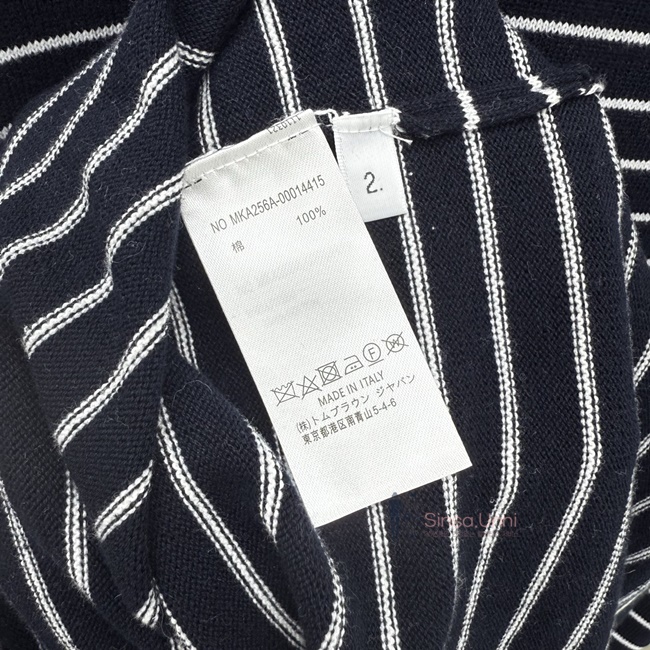 NO MKA256A-00014415
棉 100%
2.
MADE IN ITALY
(株)トムブラウン ジャパン
東京都港区南青山5-4-6